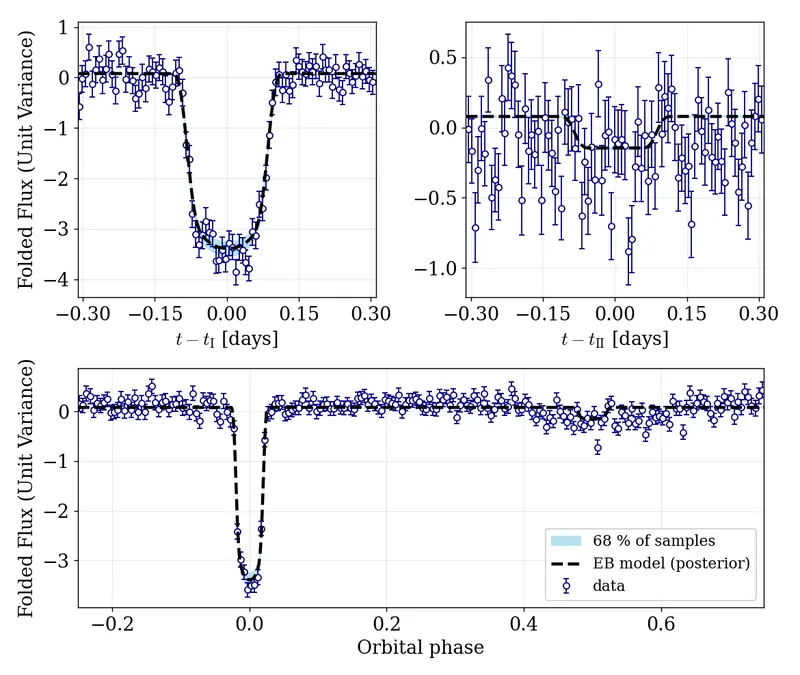 Folded Flux (Unit Variance)
1
0
−1
−2
−3
−4
−0.30 −0.15 0.00 0.15 0.30
t − tI [days]
0.5
0.0
−0.5
−1.0
−0.30 −0.15 0.00 0.15 0.30
t − tII [days]
Folded Flux (Unit Variance)
0
−1
−2
−3
68 % of samples
EB model (posterior)
data
−0.2 0.0 0.2 0.4 0.6
Orbital phase